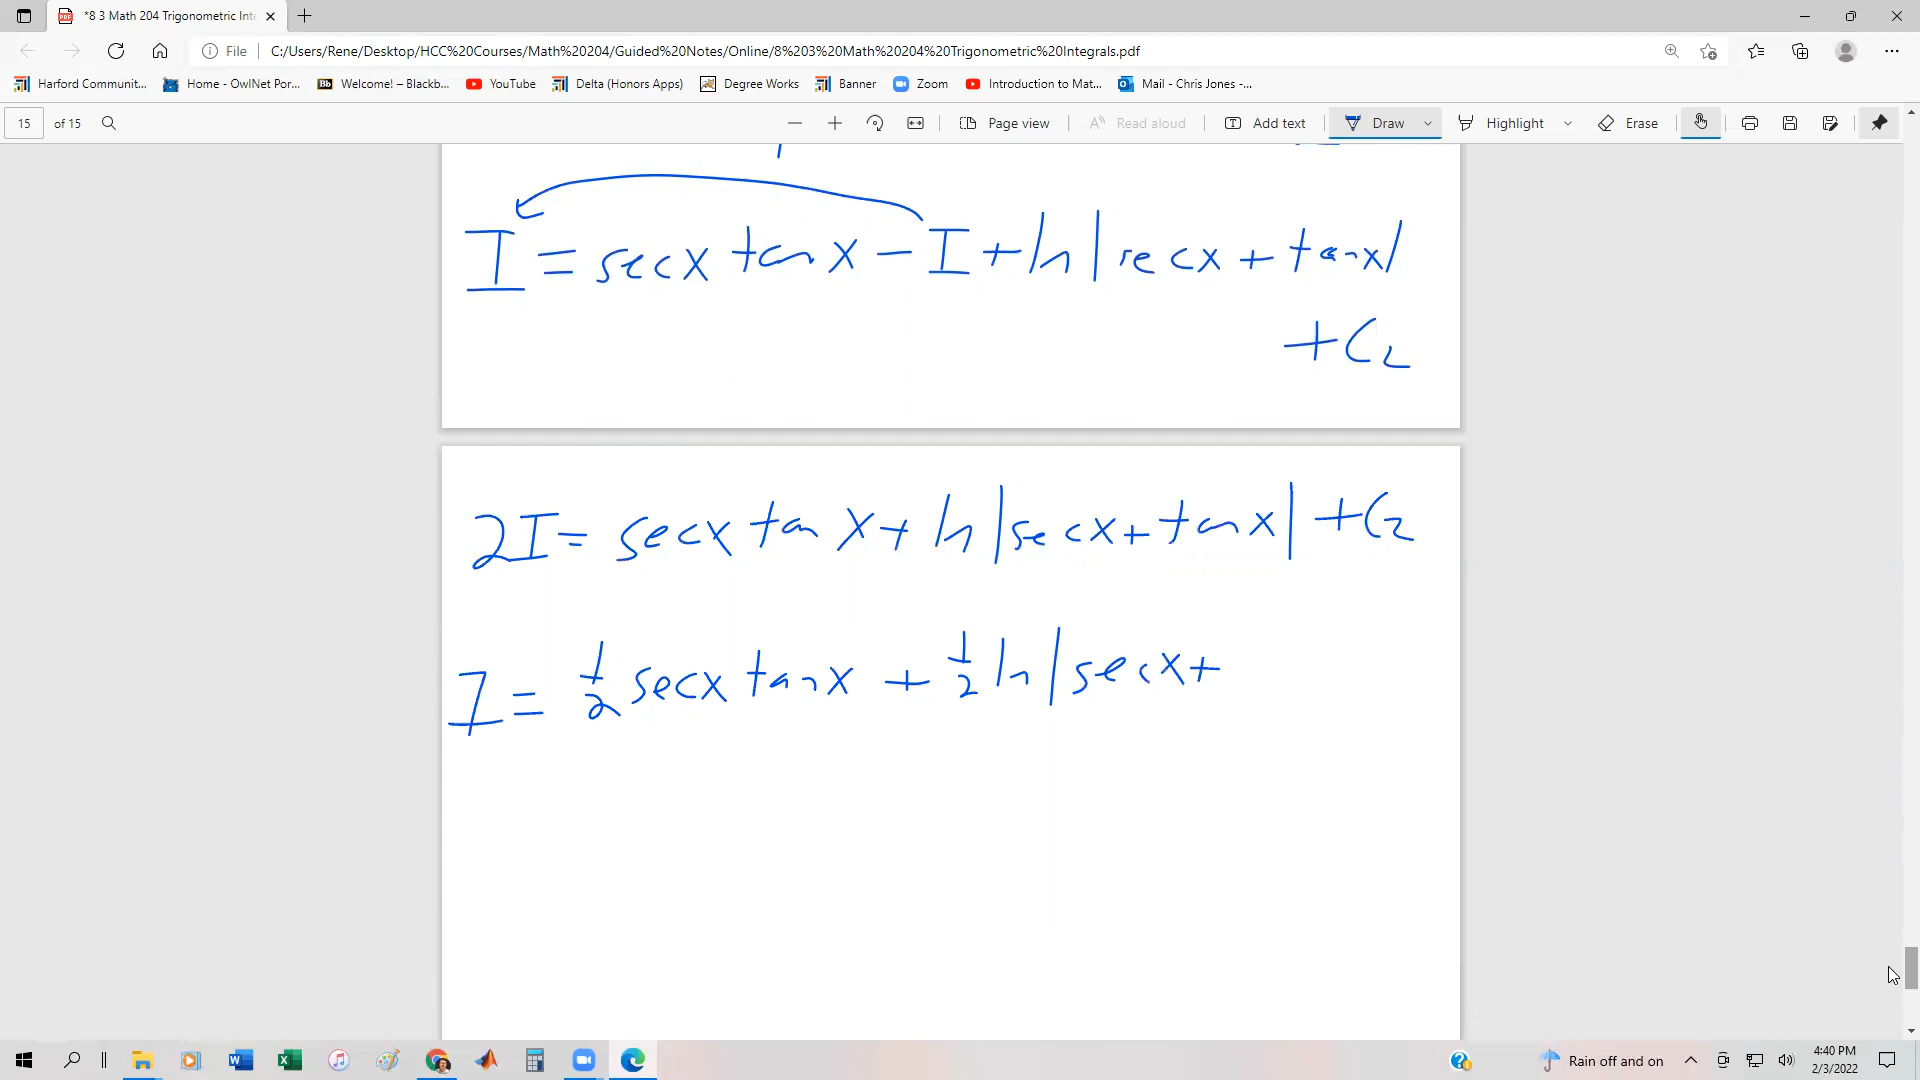 *8 3 Math 204 Trigonometric Inte
File C:/Users/Rene/Desktop/HCC%20Courses/Math%20204/Guided%20Notes/Online/8%203%20Math%20204%20Trigonometric%20Integrals.pdf
Harford Communit... Home - OwlNet Por... Bb Welcome! – Blackb... YouTube Delta (Honors Apps) Degree Works Banner Zoom Introduction to Mat... Mail - Chris Jones -...
15 of 15 Page view Read aloud Add text Draw Highlight Erase
I = secx tanx − I + ln|secx + tanx|
+C₂
2I = secx tanx + ln|secx + tanx| + C₂
I = 1/2 secx tanx + 1/2 ln|secx +
Rain off and on 4:40 PM
2/3/2022